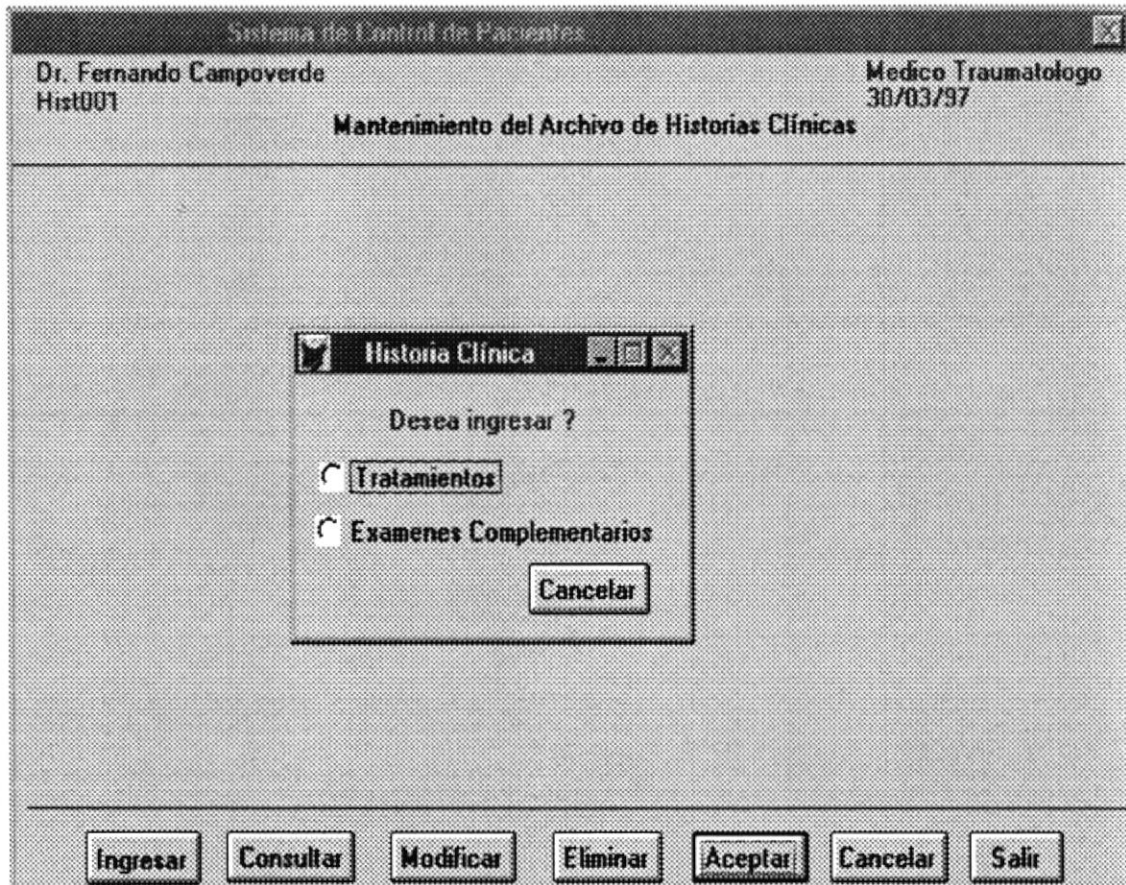 Sistema de Control de Pacientes
Dr. Fernando Campoverde Medico Traumatologo
Hist001 30/03/97
Mantenimiento del Archivo de Historias Clínicas
Historia Clínica
Desea ingresar ?
Tratamientos
Examenes Complementarios
Cancelar
Ingresar Consultar Modificar Eliminar Aceptar Cancelar Salir